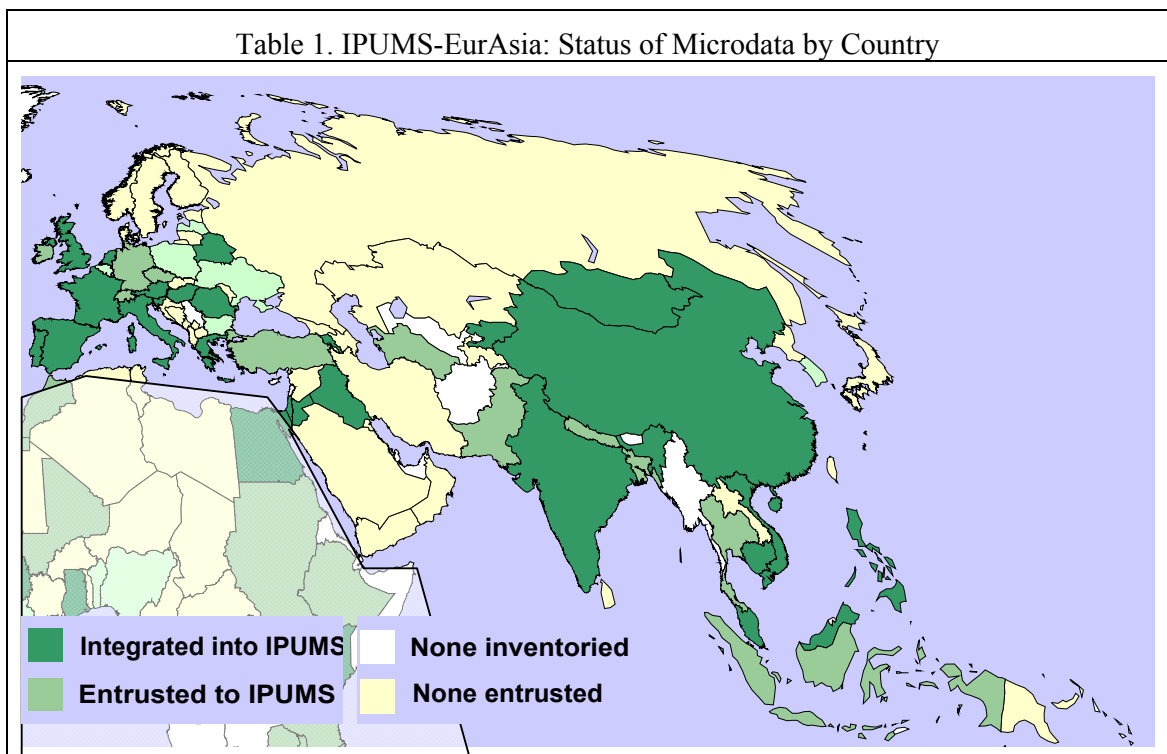 Table 1. IPUMS-EurAsia: Status of Microdata by Country
Integrated into IPUMS
None inventoried
Entrusted to IPUMS
None entrusted